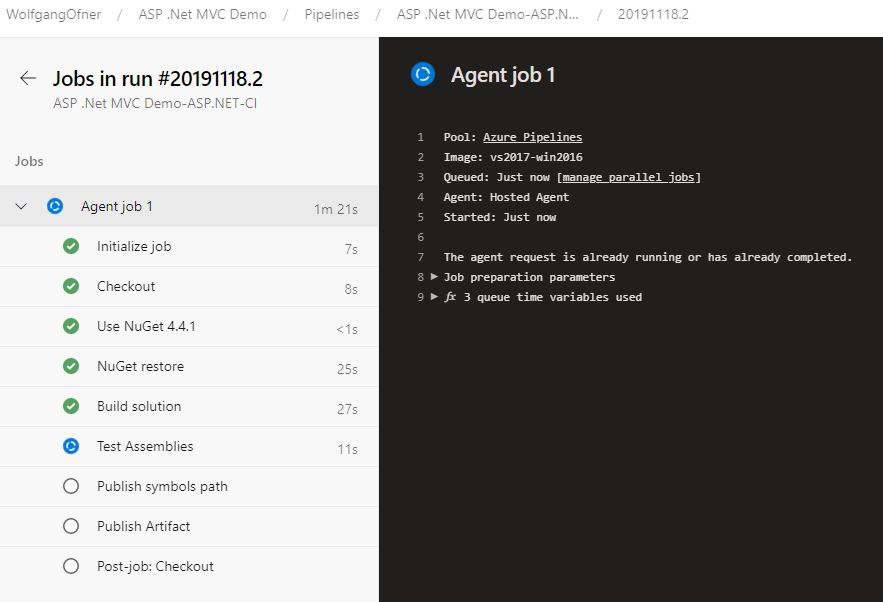 WolfgangOfner / ASP .Net MVC Demo / Pipelines / ASP .Net MVC Demo-ASP.N... / 20191118.2
Jobs in run #20191118.2
ASP .Net MVC Demo-ASP.NET-CI
Jobs
Agent job 1 1m 21s
Initialize job 7s
Checkout 8s
Use NuGet 4.4.1 <1s
NuGet restore 25s
Build solution 27s
Test Assemblies 11s
Publish symbols path
Publish Artifact
Post-job: Checkout
Agent job 1
1 Pool: Azure Pipelines
2 Image: vs2017-win2016
3 Queued: Just now [manage parallel jobs]
4 Agent: Hosted Agent
5 Started: Just now
6
7 The agent request is already running or has already completed.
8 Job preparation parameters
9 fx 3 queue time variables used